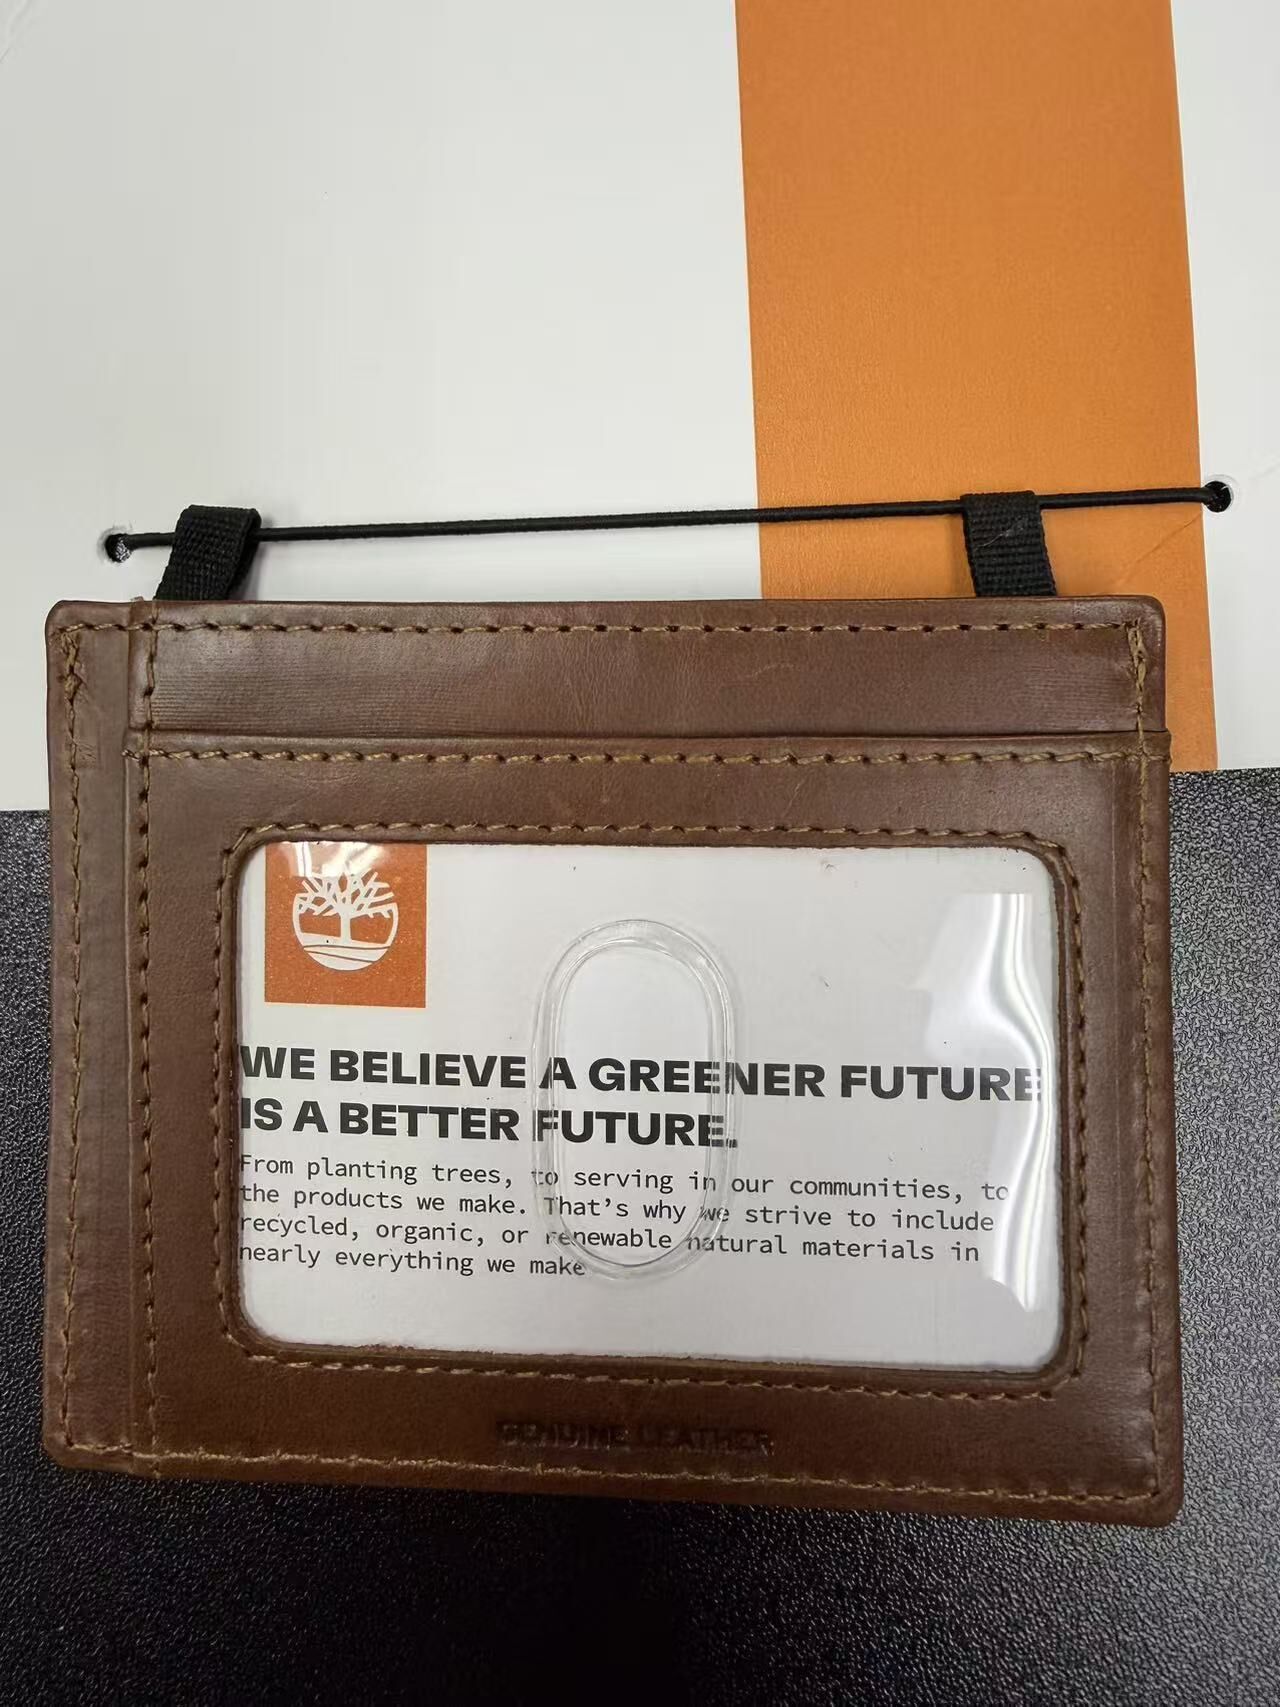 WE BELIEVE A GREENER FUTURE
IS A BETTER FUTURE.
From planting trees, to serving in our communities, to
the products we make. That's why we strive to include
recycled, organic, or renewable natural materials in
nearly everything we make
GENUINE LEATHER